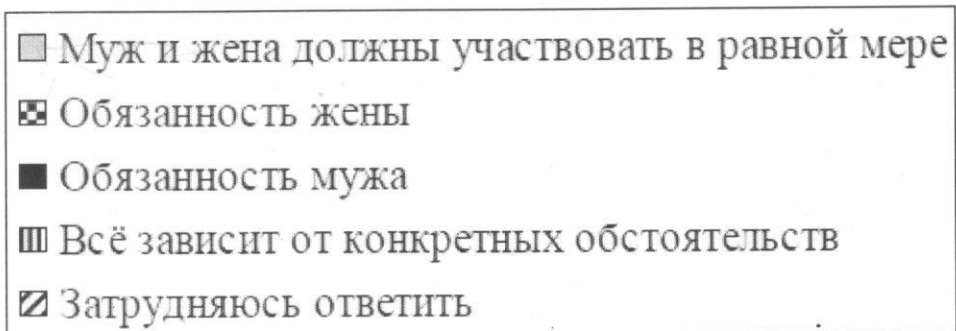 Муж и жена должны участвовать в равной мере
Обязанность жены
Обязанность мужа
Всё зависит от конкретных обстоятельств
Затрудняюсь ответить